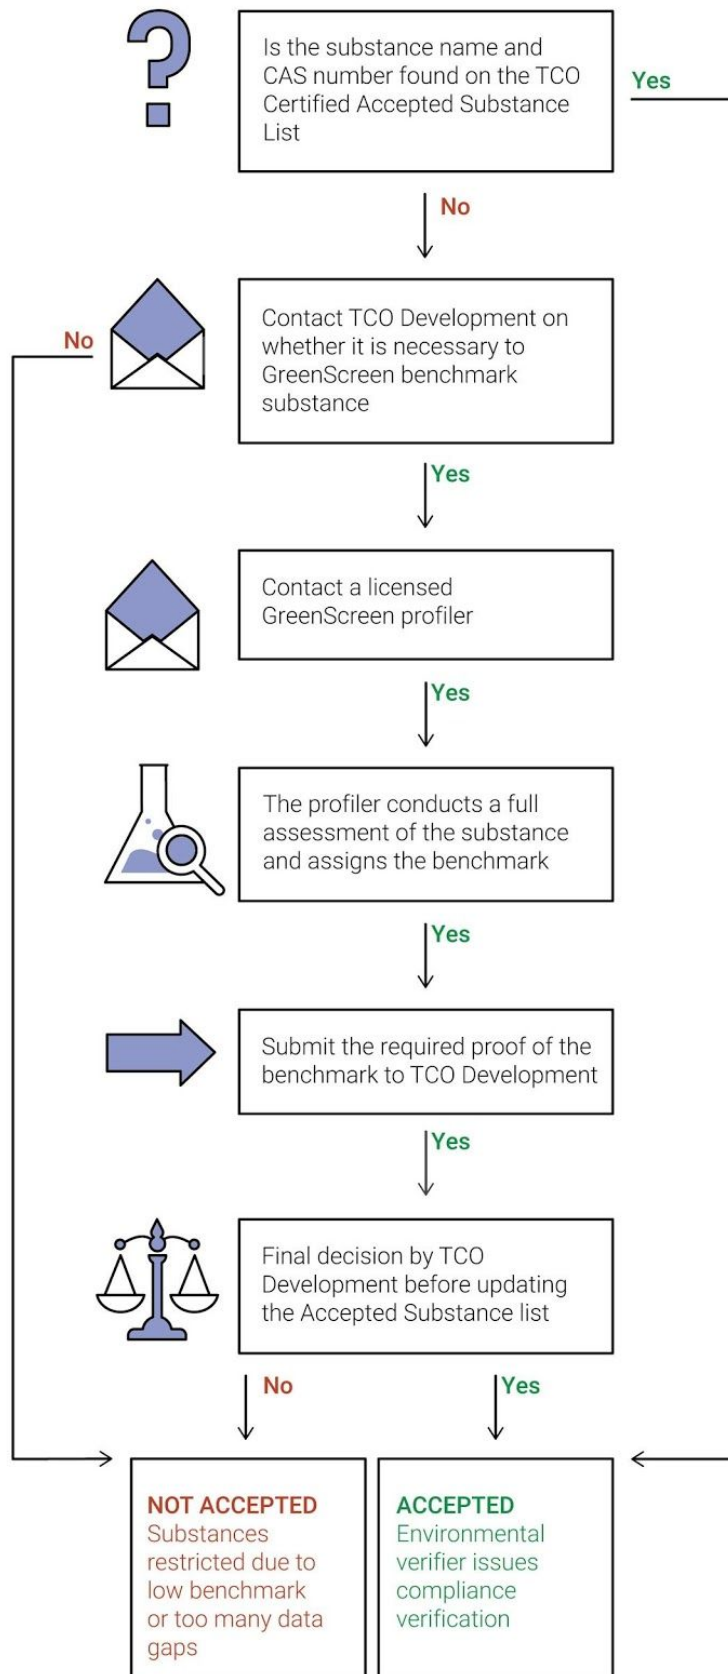 Is the substance name and
CAS number found on the TCO
Certified Accepted Substance
List
Yes
No
Contact TCO Development on
whether it is necessary to
GreenScreen benchmark
substance
No
Yes
Contact a licensed
GreenScreen profiler
Yes
The profiler conducts a full
assessment of the substance
and assigns the benchmark
Yes
Submit the required proof of the
benchmark to TCO Development
Yes
Final decision by TCO
Development before updating
the Accepted Substance list
No
Yes
NOT ACCEPTED
Substances
restricted due to
low benchmark
or too many data
gaps
ACCEPTED
Environmental
verifier issues
compliance
verification